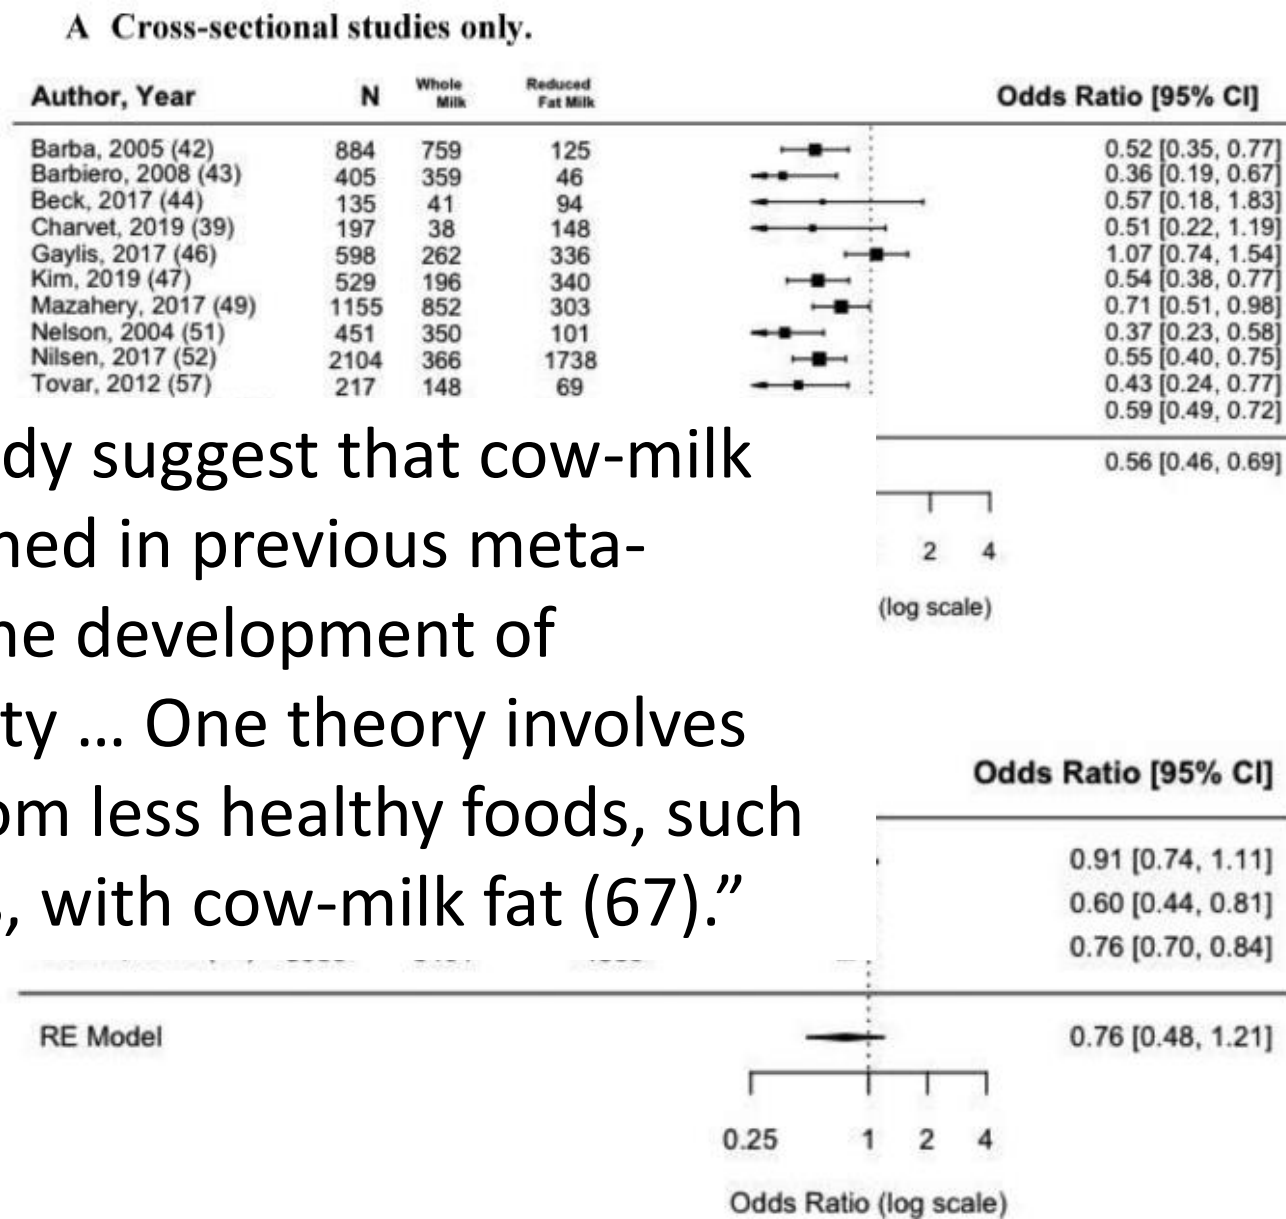 A Cross-sectional studies only.
Author, Year N Whole Milk Reduced Fat Milk Odds Ratio [95% CI]
Barba, 2005 (42) 884 759 125 0.52 [0.35, 0.77]
Barbiero, 2008 (43) 405 359 46 0.36 [0.19, 0.67]
Beck, 2017 (44) 135 41 94 0.57 [0.18, 1.83]
Charvet, 2019 (39) 197 38 148 0.51 [0.22, 1.19]
Gaylis, 2017 (46) 598 262 336 1.07 [0.74, 1.54]
Kim, 2019 (47) 529 196 340 0.54 [0.38, 0.77]
Mazahery, 2017 (49) 1155 852 303 0.71 [0.51, 0.98]
Nelson, 2004 (51) 451 350 101 0.37 [0.23, 0.58]
Nilsen, 2017 (52) 2104 366 1738 0.55 [0.40, 0.75]
Tovar, 2012 (57) 217 148 69 0.43 [0.24, 0.77]
0.59 [0.49, 0.72]
0.56 [0.46, 0.69]
2 4
(log scale)
dy suggest that cow-milk
ned in previous meta-
ne development of
ty ... One theory involves
om less healthy foods, such
, with cow-milk fat (67).”
Odds Ratio [95% CI]
0.91 [0.74, 1.11]
0.60 [0.44, 0.81]
0.76 [0.70, 0.84]
RE Model 0.76 [0.48, 1.21]
0.25 1 2 4
Odds Ratio (log scale)